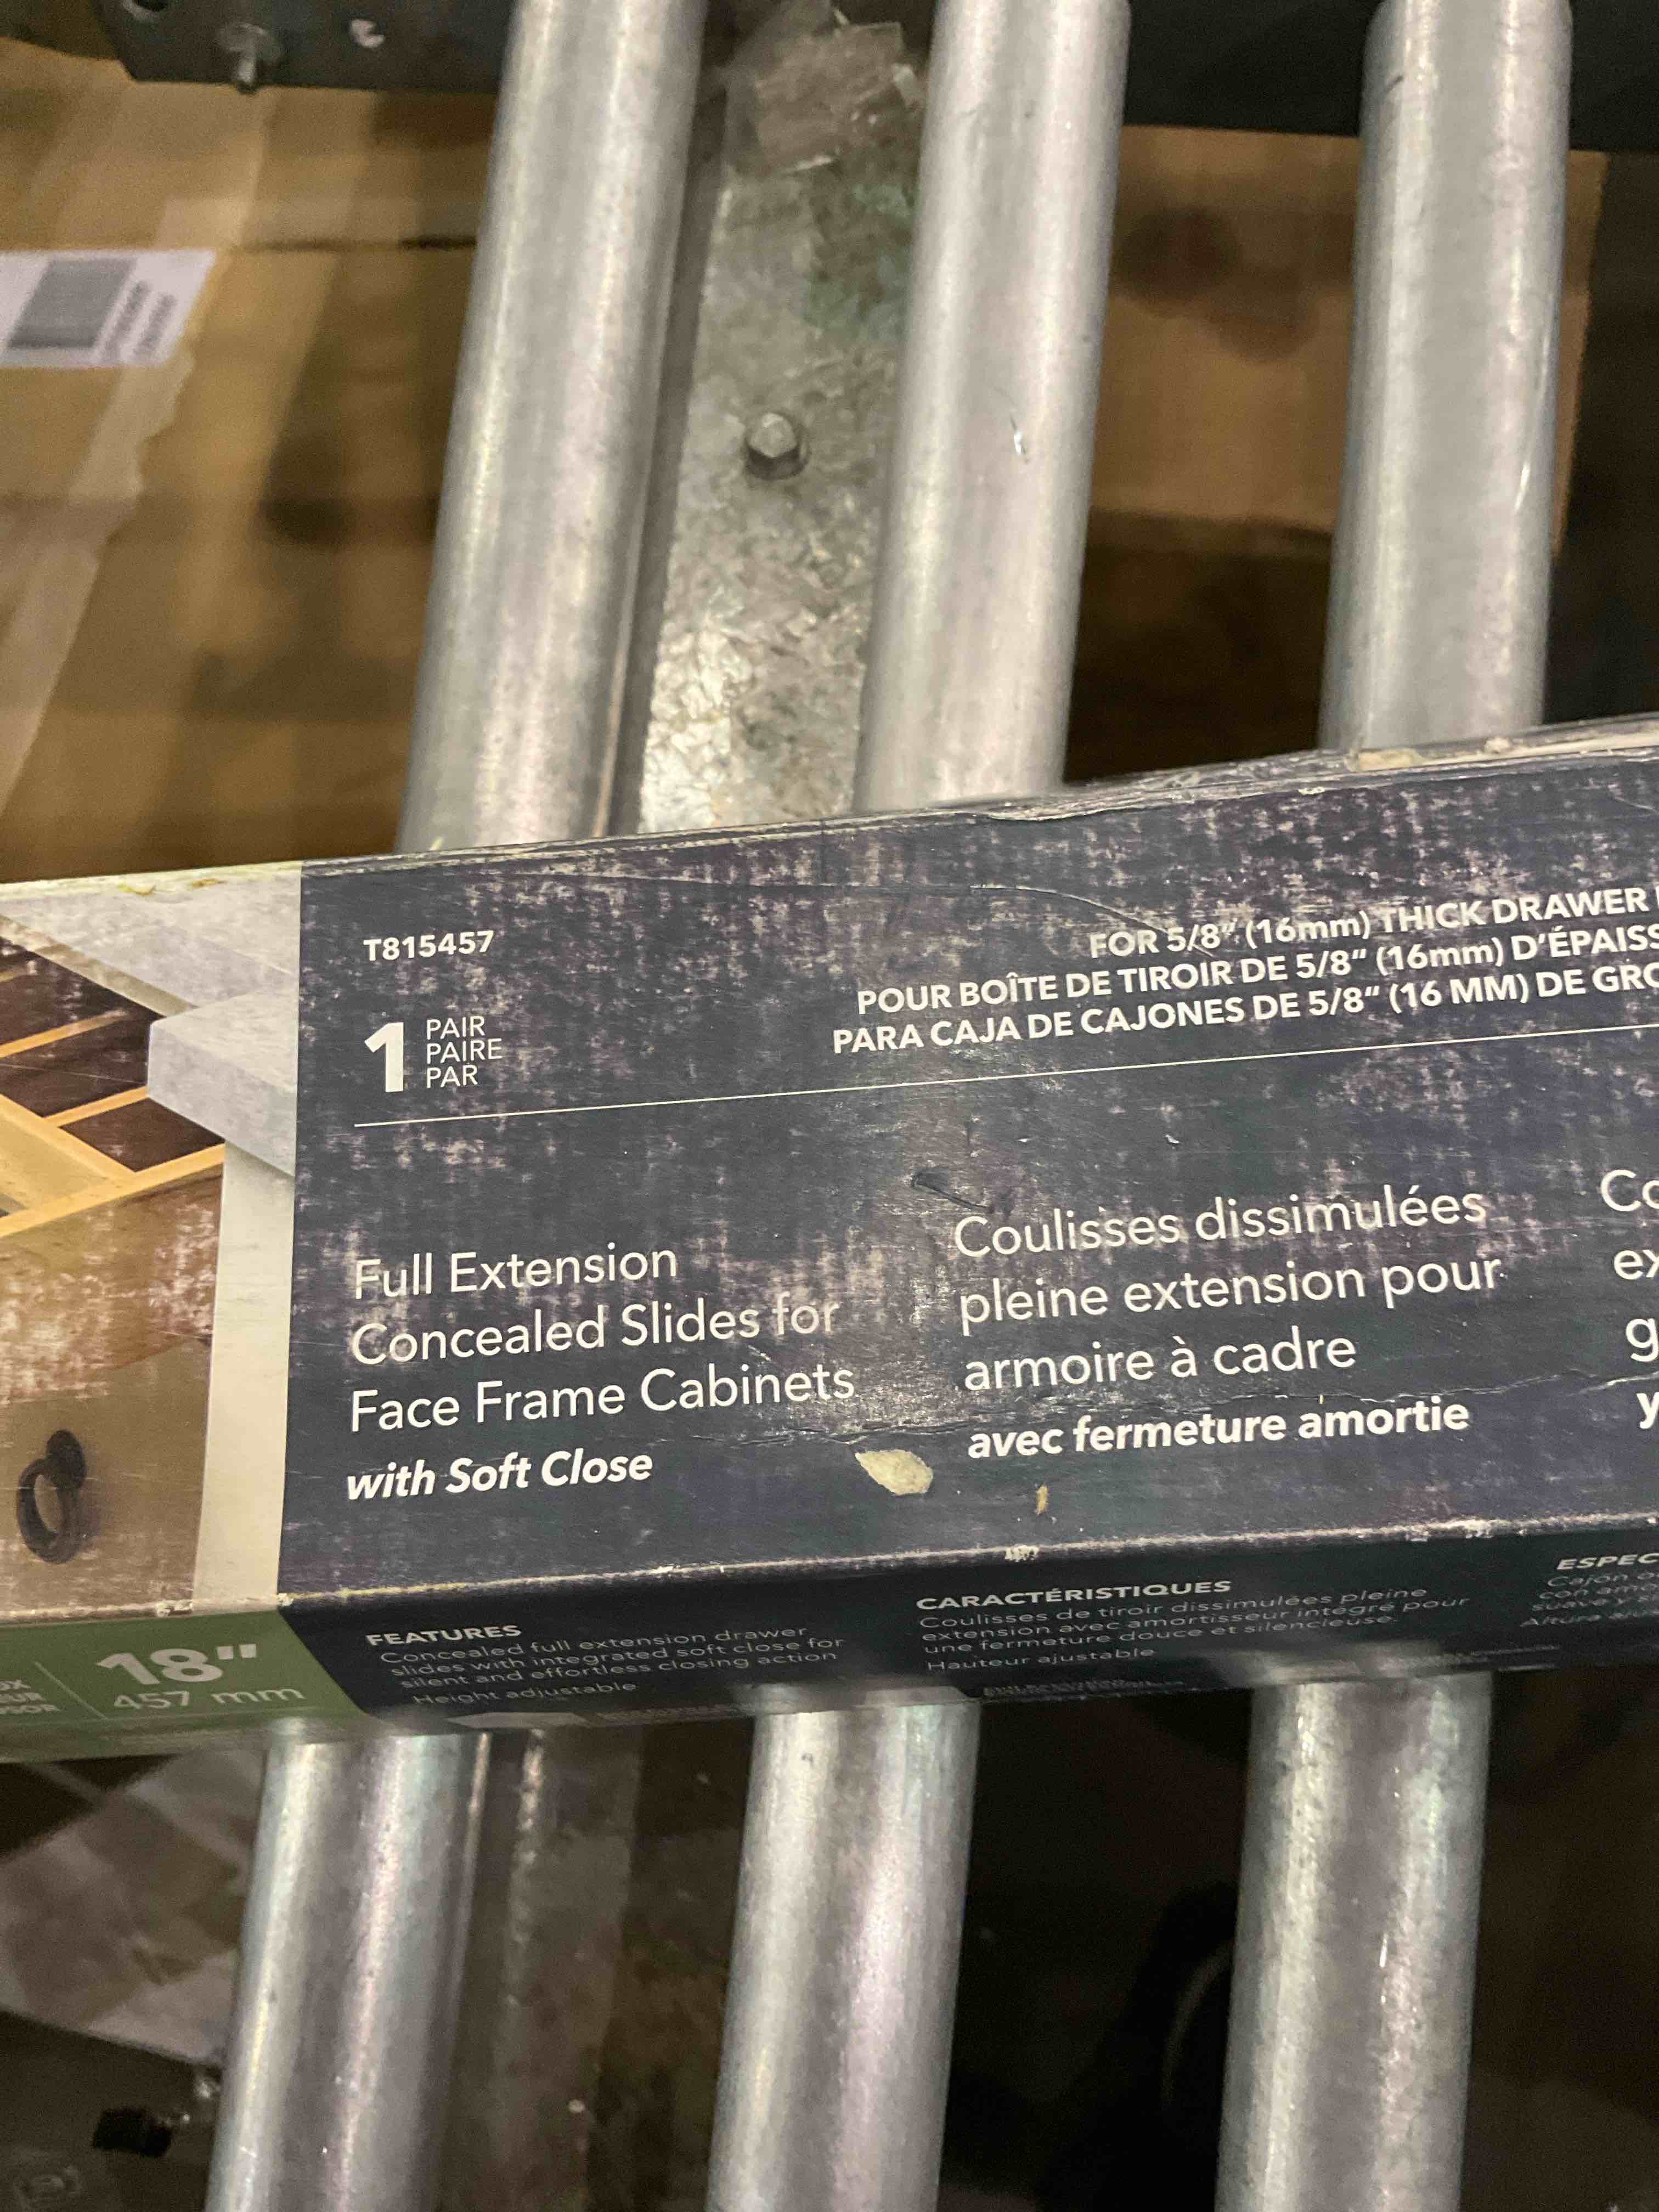 T815457
1 PAIR
PAIRE
PAR
FOR 5/8" (16mm) THICK DRAWER
POUR BOÎTE DE TIROIR DE 5/8" (16mm) D'ÉPAISS
PARA CAJA DE CAJONES DE 5/8" (16 MM) DE GRO
Full Extension
Concealed Slides for
Face Frame Cabinets
with Soft Close
Coulisses dissimulées
pleine extension pour
armoire à cadre
avec fermeture amortie
Co
ex
g
y
18"
457 mm
FEATURES
Concealed full extension drawer
slides with integrated soft close for
silent and effortless closing action
Height adjustable
CARACTÉRISTIQUES
Coulisses de tiroir dissimulées pleine
extension avec amortisseur intégré pour
une fermeture douce et silencieuse.
Hauteur ajustable
ESPEC